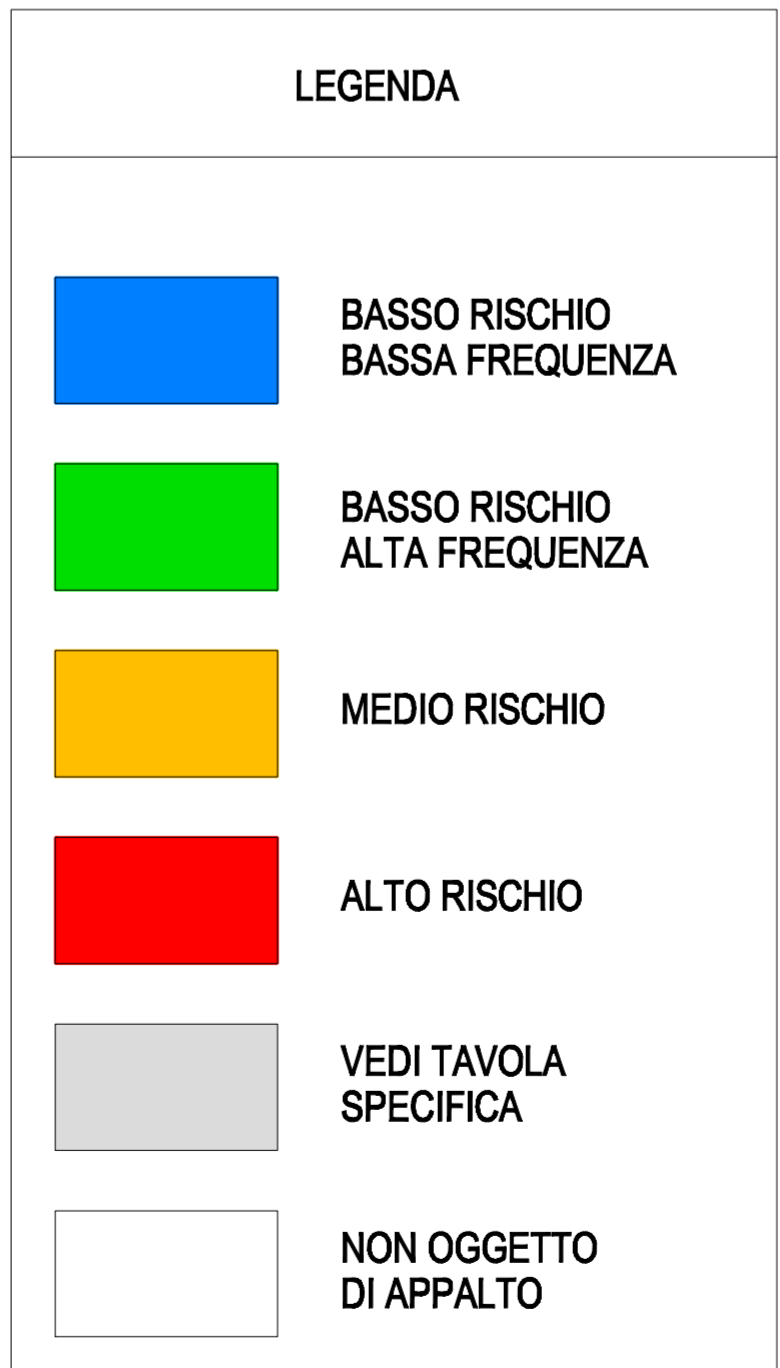 LEGENDA
BASSO RISCHIO
BASSA FREQUENZA
BASSO RISCHIO
ALTA FREQUENZA
MEDIO RISCHIO
ALTO RISCHIO
VEDI TAVOLA
SPECIFICA
NON OGGETTO
DI APPALTO